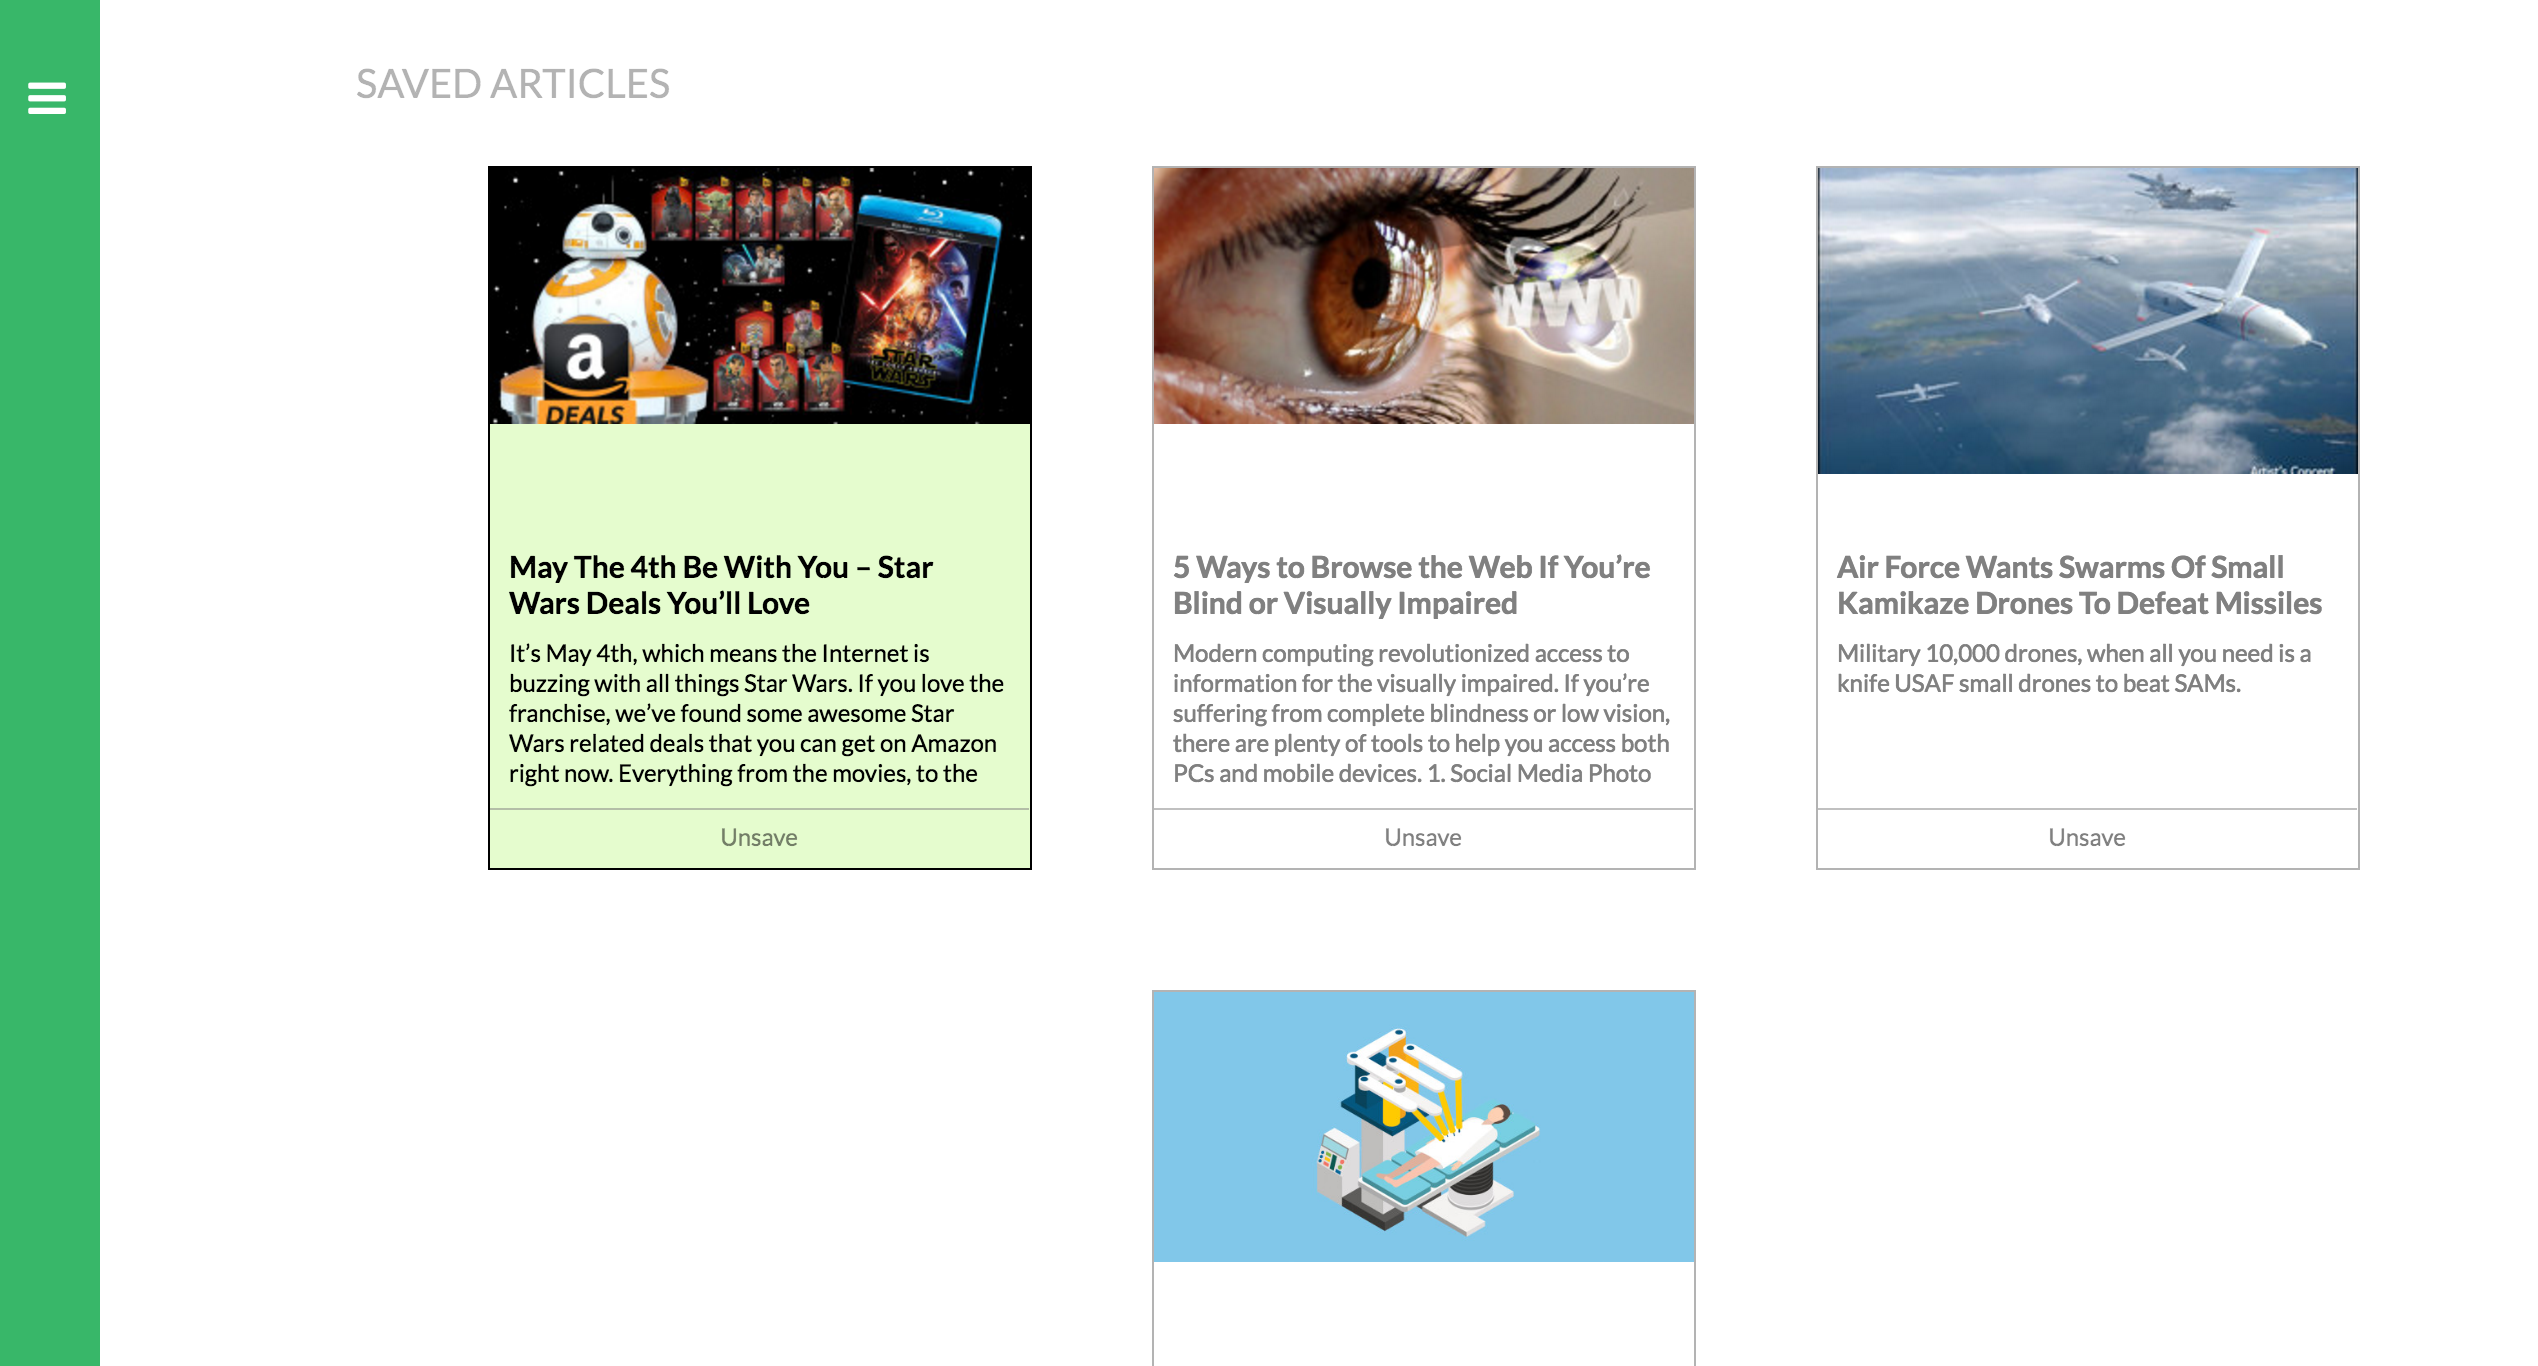 SAVED ARTICLES
a
DEALS
STAR
WARS
May The 4th Be With You – Star
Wars Deals You’ll Love
It’s May 4th, which means the Internet is
buzzing with all things Star Wars. If you love the
franchise, we’ve found some awesome Star
Wars related deals that you can get on Amazon
right now. Everything from the movies, to the
Unsave
WWW
5 Ways to Browse the Web If You’re
Blind or Visually Impaired
Modern computing revolutionized access to
information for the visually impaired. If you’re
suffering from complete blindness or low vision,
there are plenty of tools to help you access both
PCs and mobile devices. 1. Social Media Photo
Unsave
Artist's Concept
Air Force Wants Swarms Of Small
Kamikaze Drones To Defeat Missiles
Military 10,000 drones, when all you need is a
knife USAF small drones to beat SAMs.
Unsave